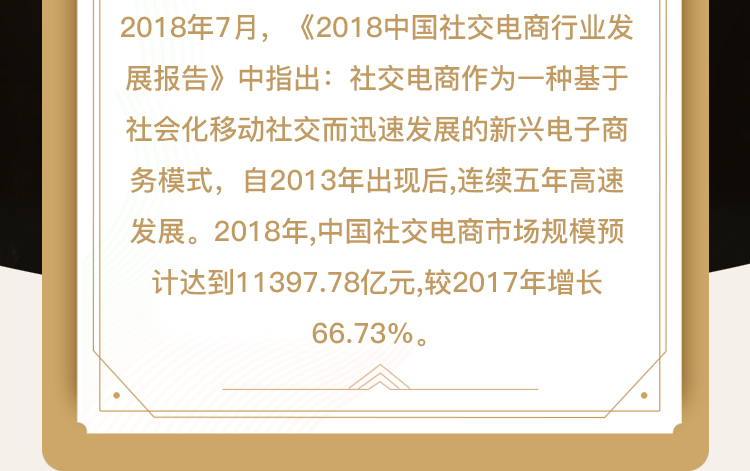 2018年7月，《2018中国社交电商行业发
展报告》中指出：社交电商作为一种基于
社会化移动社交而迅速发展的新兴电子商
务模式，自2013年出现后,连续五年高速
发展。2018年,中国社交电商市场规模预
计达到11397.78亿元,较2017年增长
66.73%。